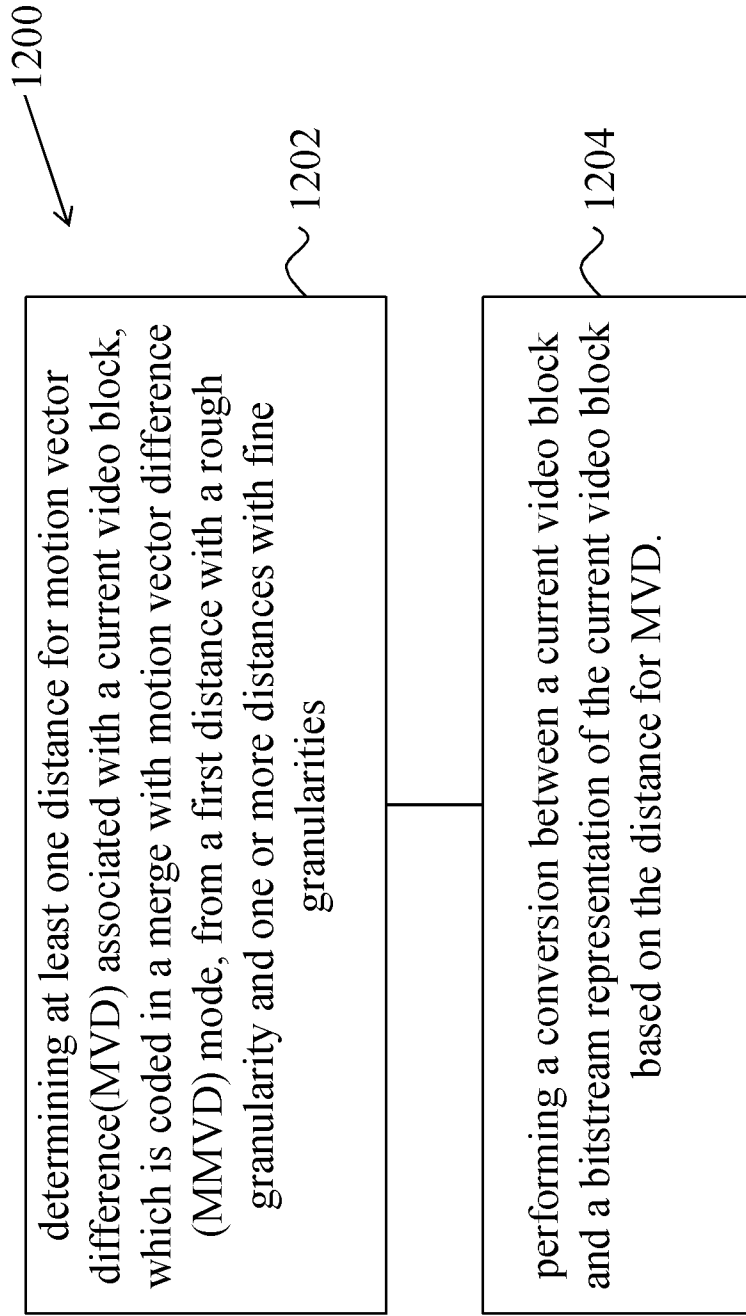 1200
determining at least one distance for motion vector
difference(MVD) associated with a current video block,
which is coded in a merge with motion vector difference
(MMVD) mode, from a first distance with a rough
granularity and one or more distances with fine
granularities
1202
performing a conversion between a current video block
and a bitstream representation of the current video block
based on the distance for MVD.
1204